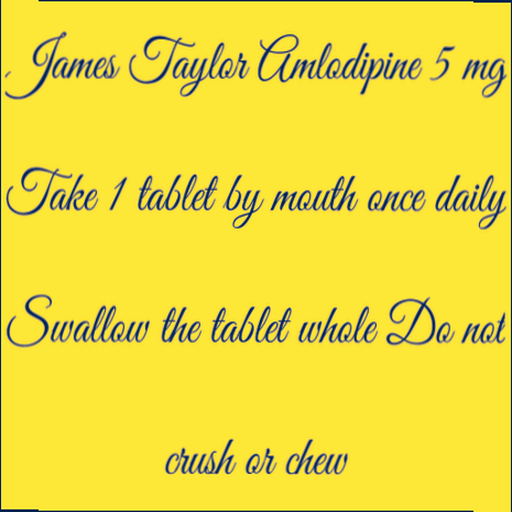 James Taylor Amlodipine 5 mg
Take 1 tablet by mouth once daily
Swallow the tablet whole Do not
crush or chew